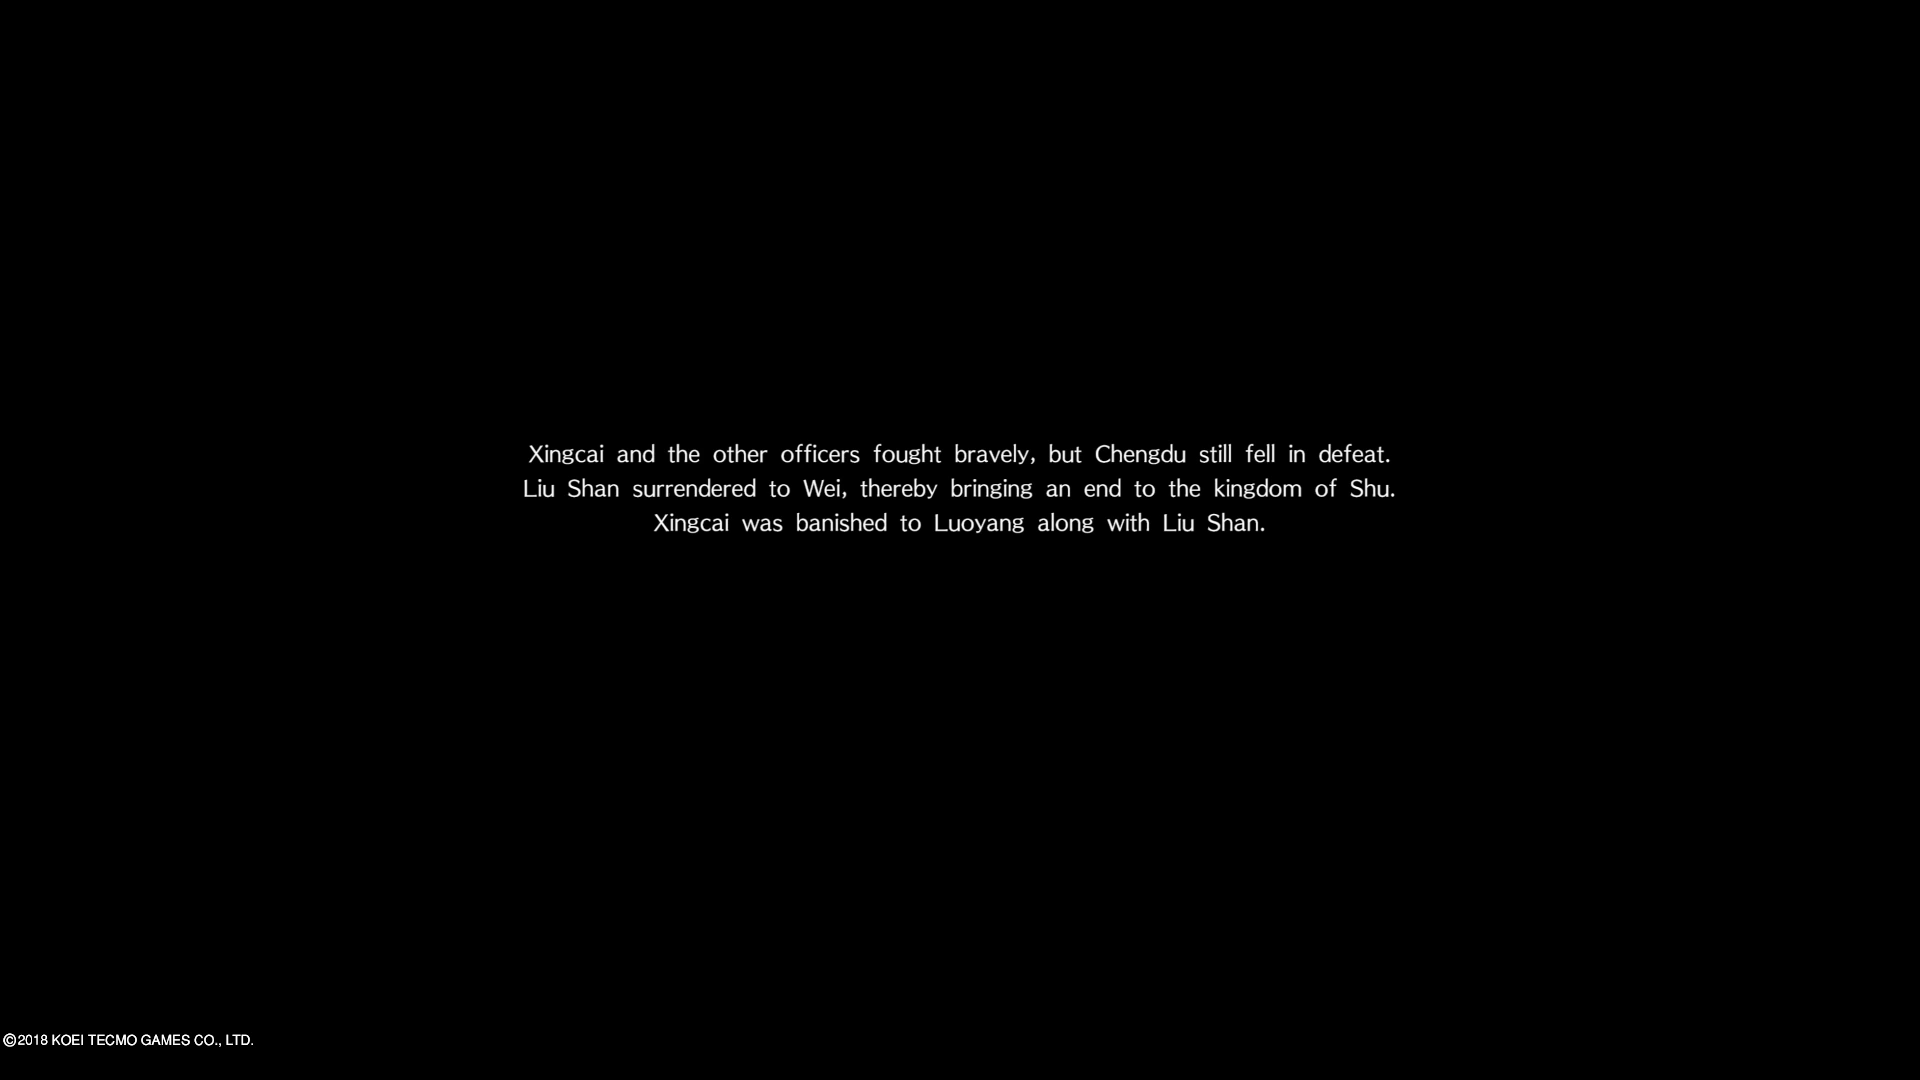 Xingcai and the other officers fought bravely, but Chengdu still fell in defeat.
Liu Shan surrendered to Wei, thereby bringing an end to the kingdom of Shu.
Xingcai was banished to Luoyang along with Liu Shan.
©2018 KOEI TECMO GAMES CO., LTD.